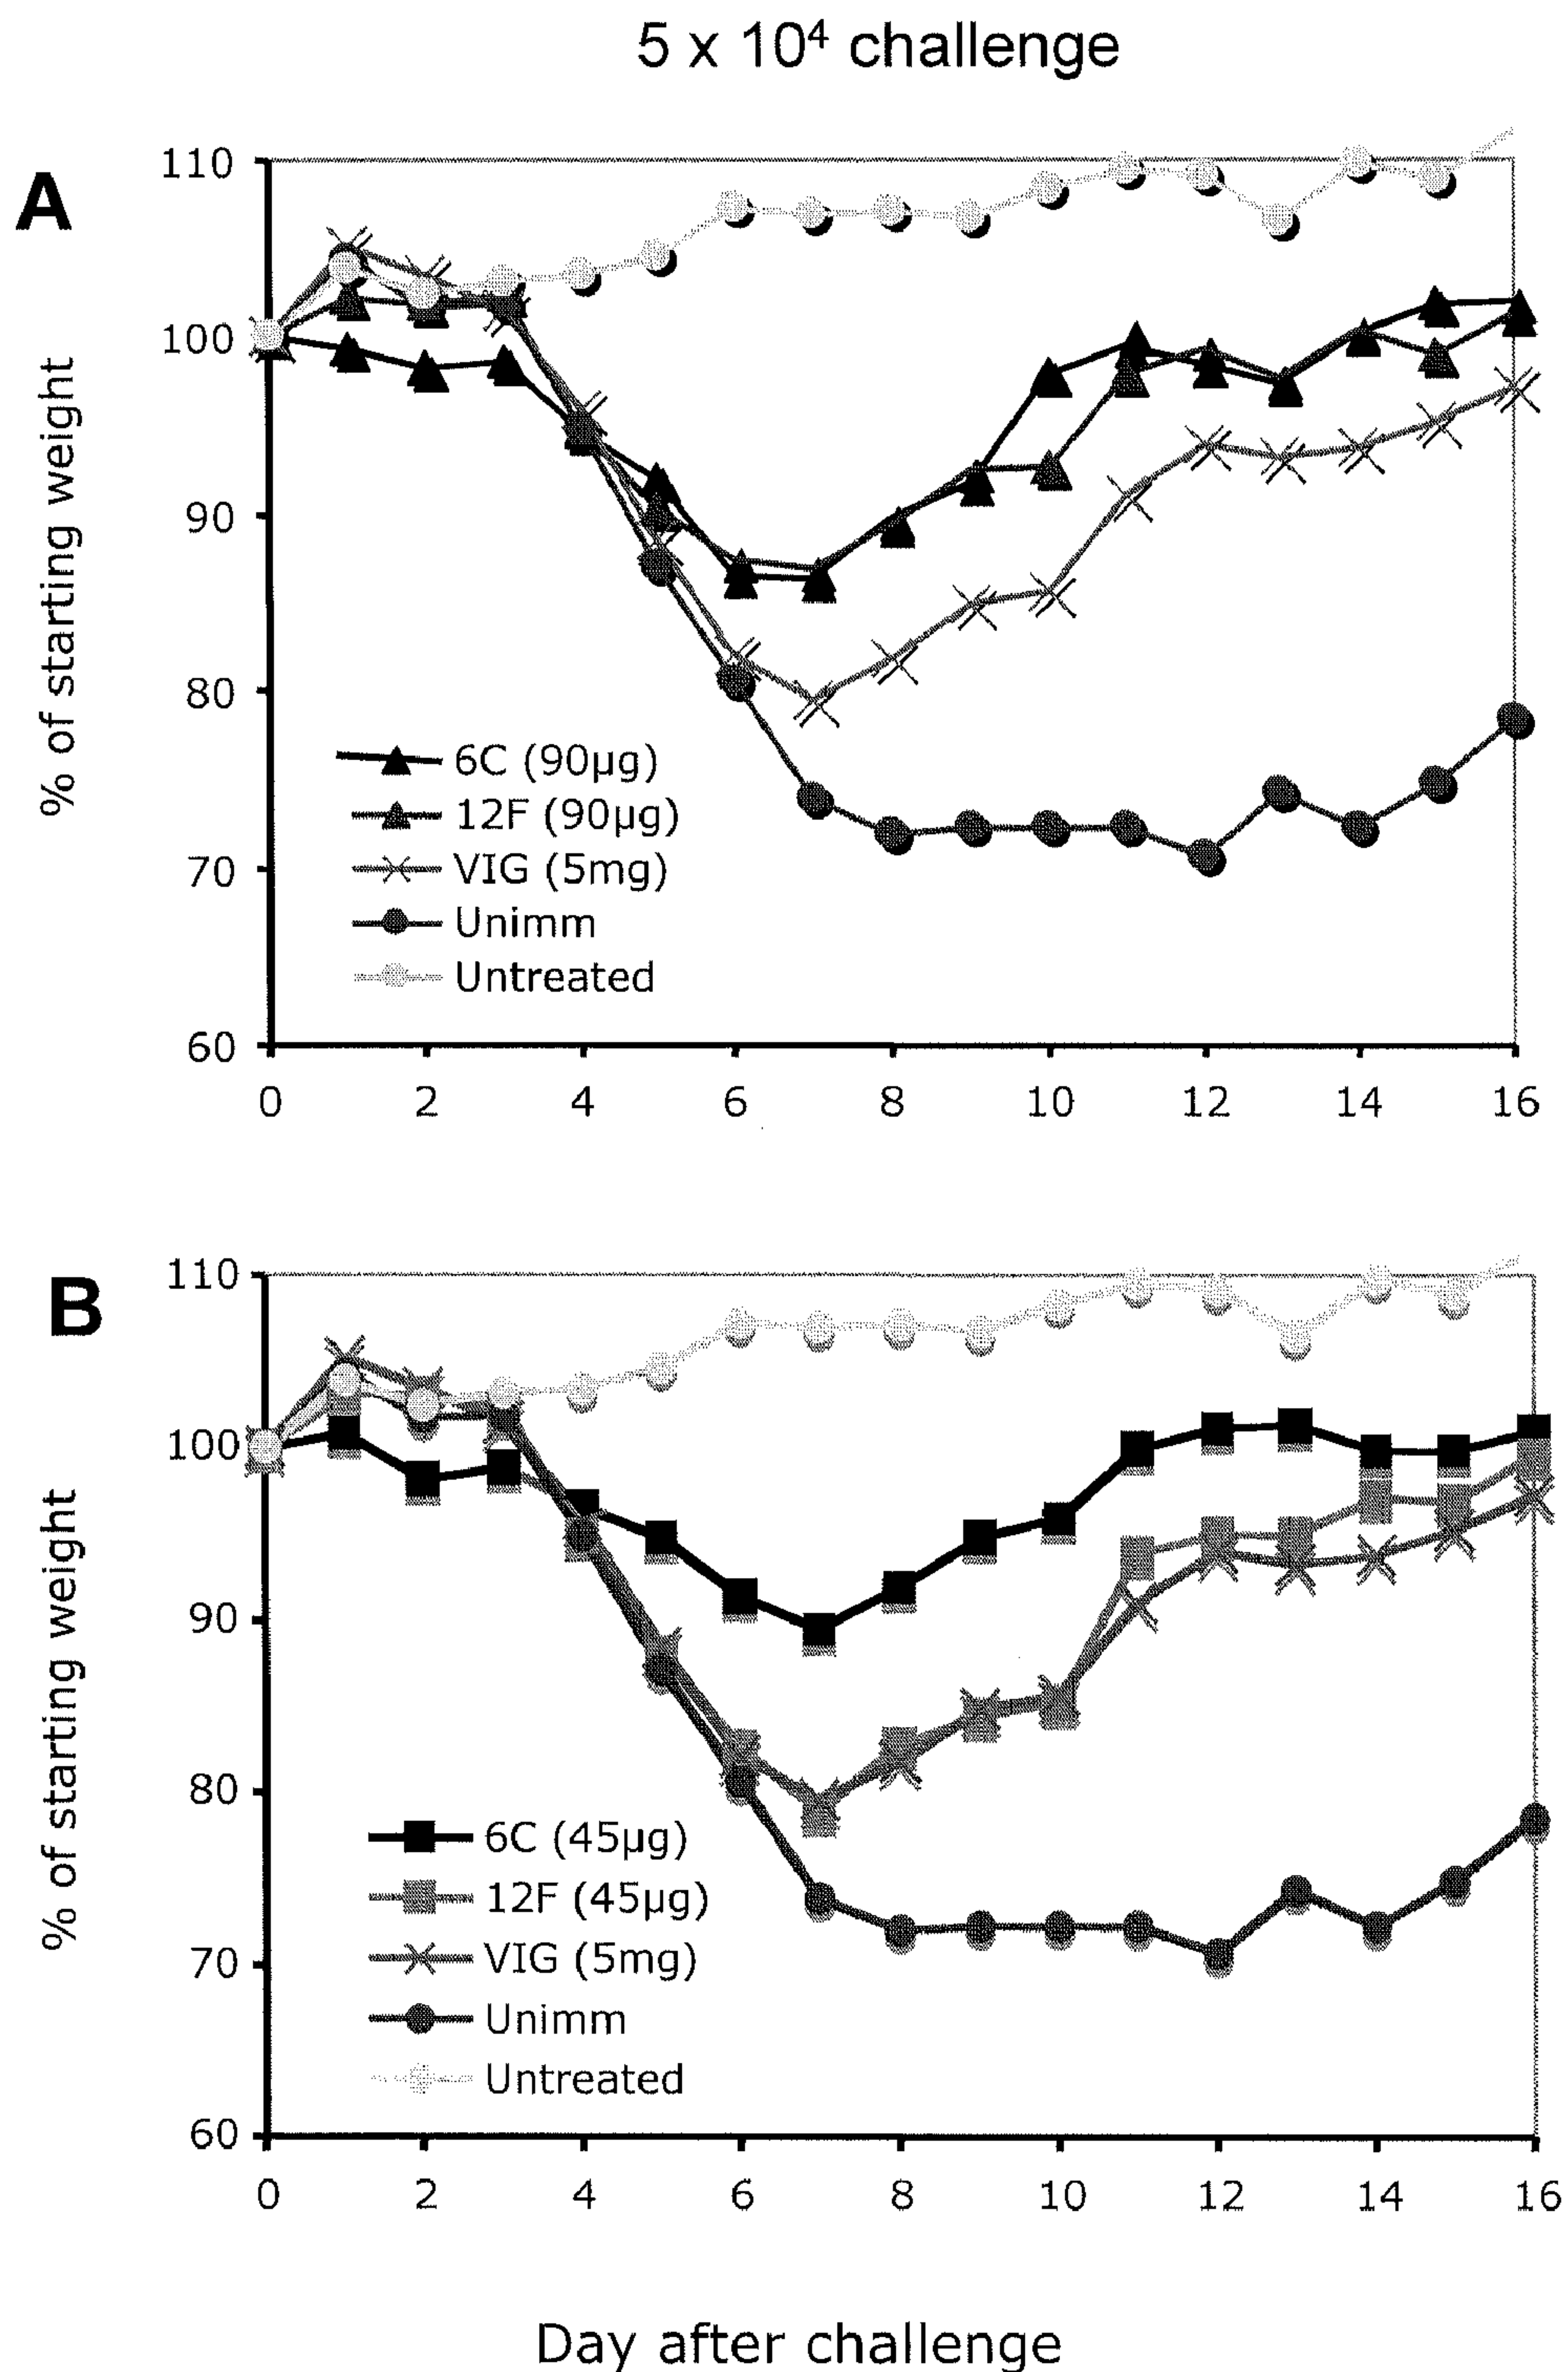 5 x 10⁴ challenge
A
110
100
90
80
70
60
% of starting weight
6C (90µg)
12F (90µg)
VIG (5mg)
Unimm
Untreated
0 2 4 6 8 10 12 14 16
B
110
100
90
80
70
60
% of starting weight
6C (45µg)
12F (45µg)
VIG (5mg)
Unimm
Untreated
0 2 4 6 8 10 12 14 16
Day after challenge